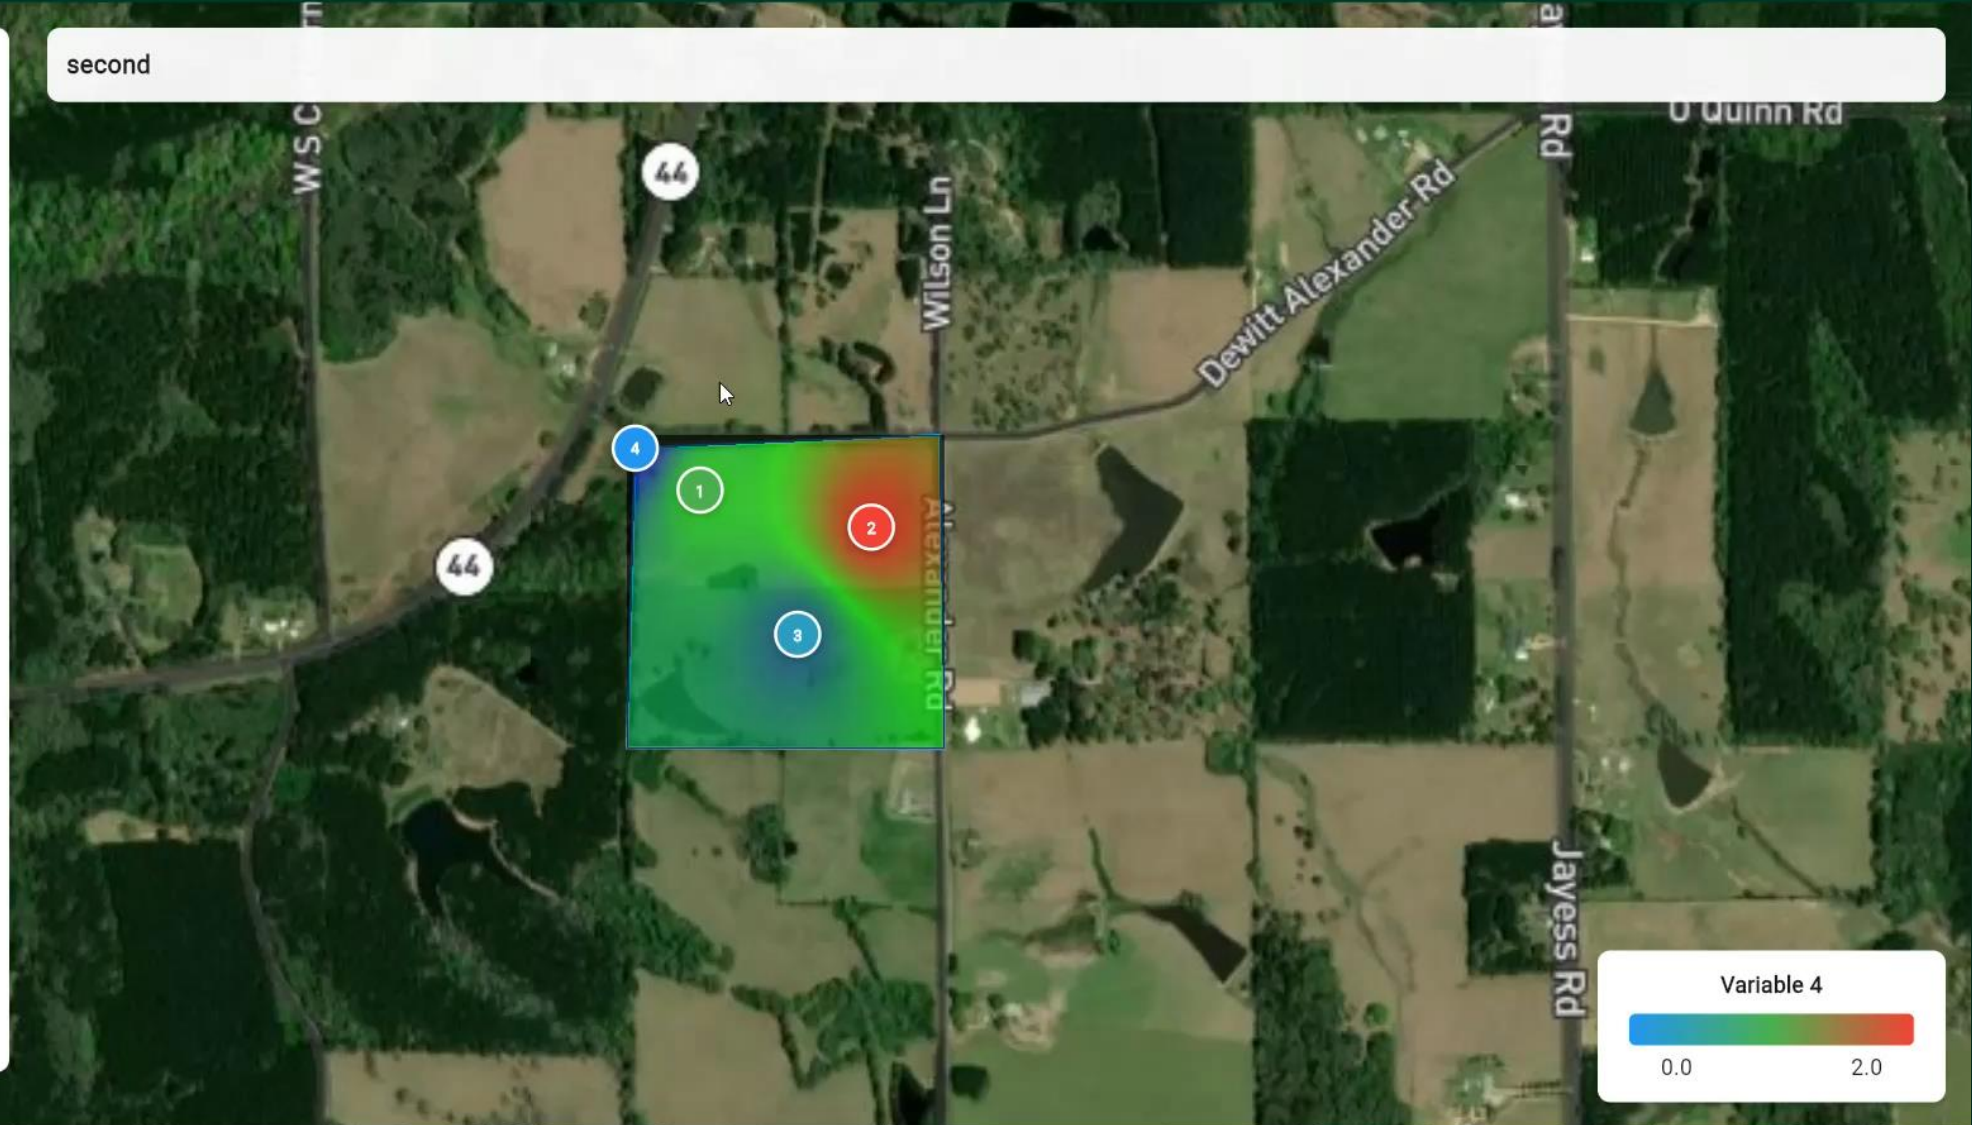 second
W S C
Rd
O'Quinn Rd
44
Wilson Ln
Dewitt Alexander Rd
4
1
2
Alexander Rd
44
3
Jayess Rd
Variable 4
0.0
2.0